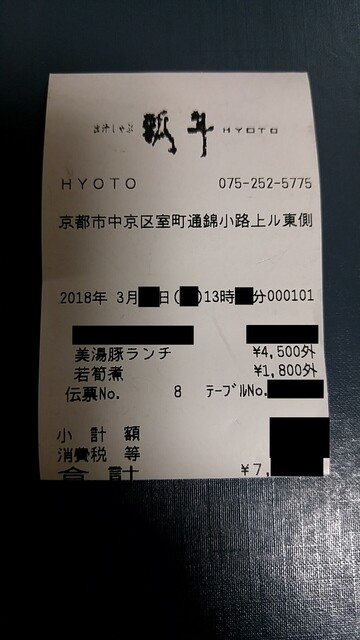 瓢斗 HYOTO
HYOTO 075-252-5775
京都市中京区室町通錦小路上ル東側
2018年 3月 日( )13時 分000101
美湯豚ランチ ¥4,500外
若筍煮 ¥1,800外
伝票No. 8 テーブルNo.
小計額
消費税等
合計 ¥7,